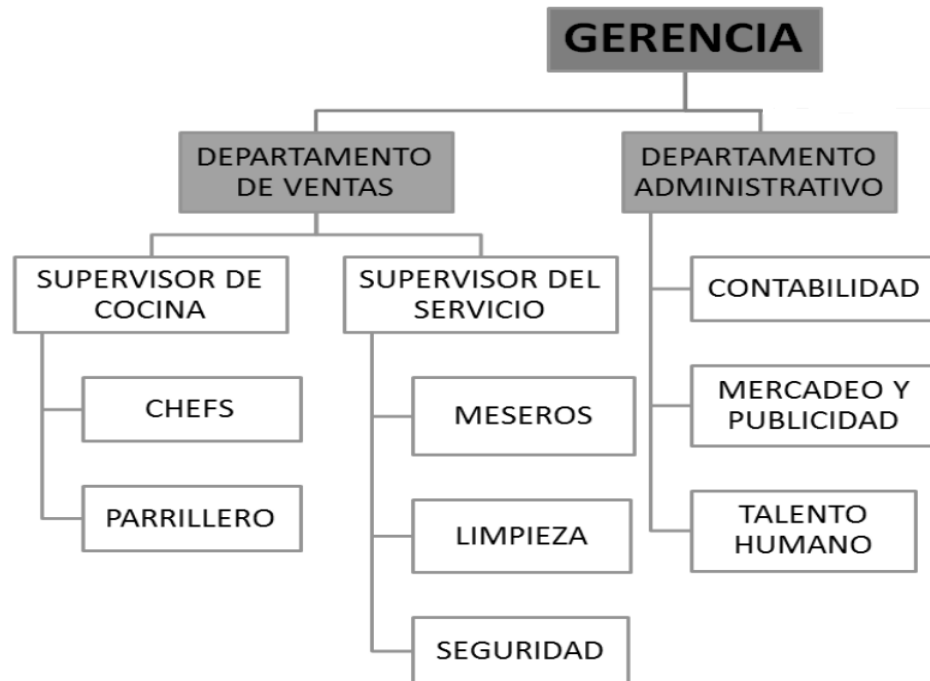 GERENCIA
DEPARTAMENTO
DE VENTAS
DEPARTAMENTO
ADMINISTRATIVO
SUPERVISOR DE
COCINA
CHEFS
PARRILLERO
SUPERVISOR DEL
SERVICIO
MESEROS
LIMPIEZA
SEGURIDAD
CONTABILIDAD
MERCADEO Y
PUBLICIDAD
TALENTO
HUMANO